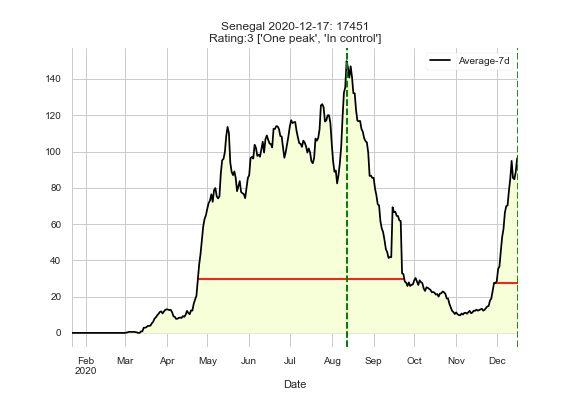 Senegal 2020-12-17: 17451
Rating:3 ['One peak', 'In control']
Average-7d
140
120
100
80
60
40
20
0
Feb Mar Apr May Jun Jul Aug Sep Oct Nov Dec
2020
Date